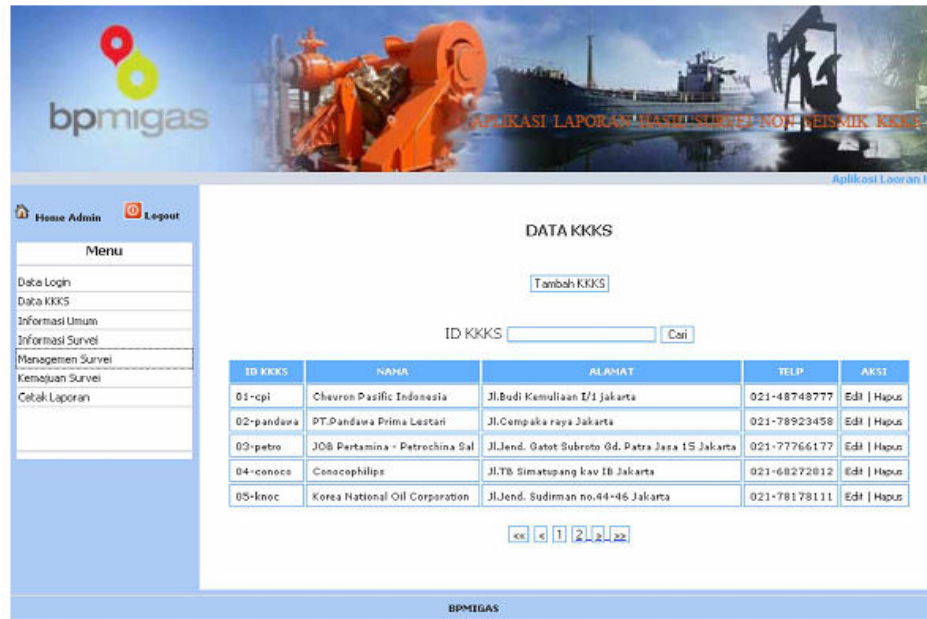 bpmigas
APLIKASI LAPORAN HASIL SURVEI NON SEISMIK KKKS
Aplikasi Laoran H
Home Admin Logout
Menu
Data Login
Data KKKS
Informasi Umum
Informasi Survei
Managemen Survei
Kemajuan Survei
Cetak Laporan
DATA KKKS
Tambah KKKS
ID KKKS Cari
ID KKKS NAMA ALAMAT TELP AKSI
01-cpi Chevron Pasific Indonesia Jl.Budi Kemuliaan I/1 jakarta 021-48748777 Edit | Hapus
02-pandawa PT.Pandawa Prima Lestari Jl.Cempaka raya Jakarta 021-78923458 Edit | Hapus
03-petro JOB Pertamina - Petrochina Sal Jl.Jend. Gatot Subroto Gd. Patra Jasa 15 Jakarta 021-77766177 Edit | Hapus
04-conoco Conocophilips Jl.TB Simatupang kav IB Jakarta 021-68272812 Edit | Hapus
05-knoc Korea National Oil Corporation Jl.Jend. Sudirman no.44-46 Jakarta 021-78178111 Edit | Hapus
<< < 1 2 > >>
BPMIGAS